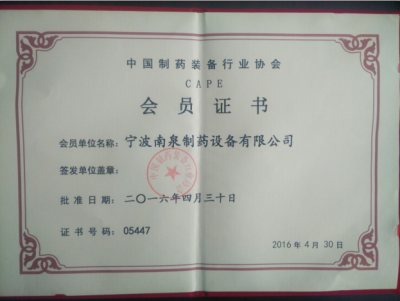 中国制药装备行业协会
CAPE
会员证书
会员单位名称：宁波南泉制药设备有限公司
签发单位盖章：
批准日期：二〇一六年四月三十日
证书号码：05447
2016年4月30日